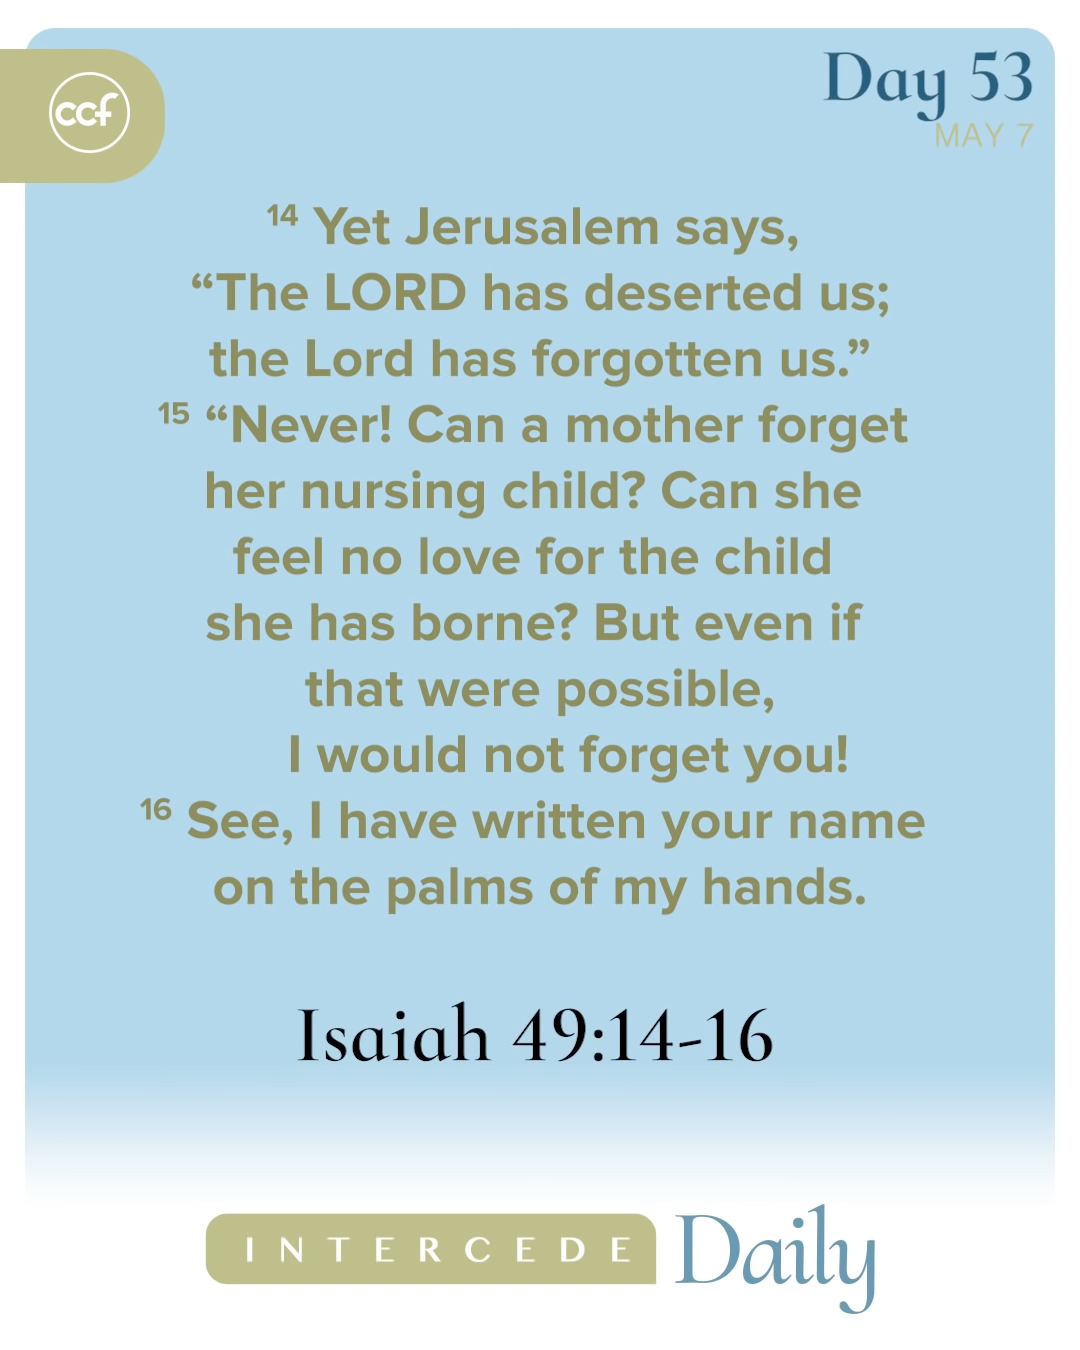 ccf
Day 53
MAY 7
14 Yet Jerusalem says,
“The LORD has deserted us;
the Lord has forgotten us.”
15 “Never! Can a mother forget
her nursing child? Can she
feel no love for the child
she has borne? But even if
that were possible,
I would not forget you!
16 See, I have written your name
on the palms of my hands.
Isaiah 49:14-16
INTERCEDE Daily